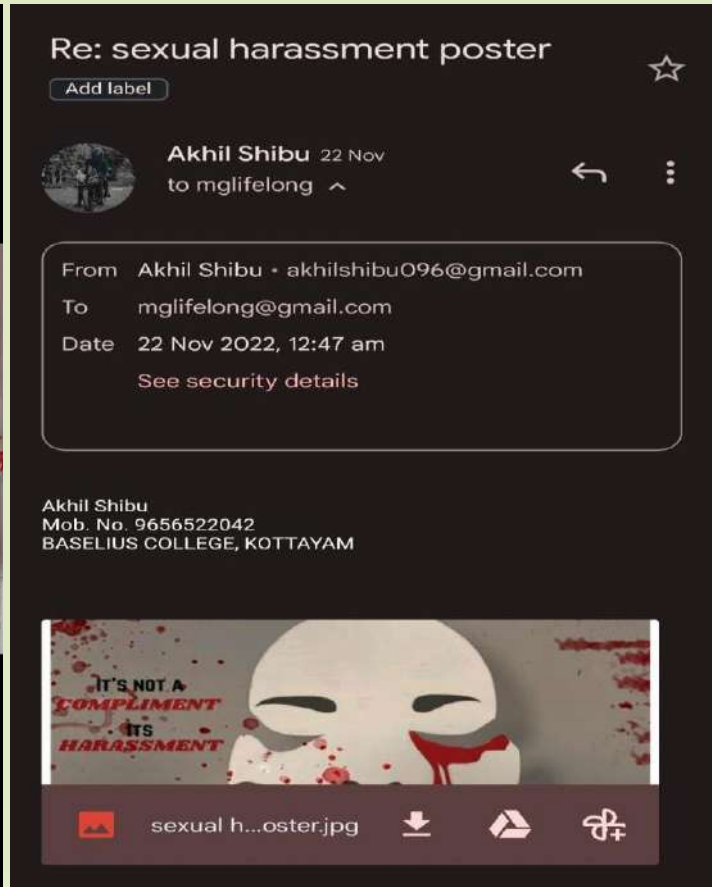 Re: sexual harassment poster
Add label
Akhil Shibu 22 Nov
to mglifelong
From Akhil Shibu • akhilshibu096@gmail.com
To mglifelong@gmail.com
Date 22 Nov 2022, 12:47 am
See security details
Akhil Shibu
Mob. No. 9656522042
BASELIUS COLLEGE, KOTTAYAM
IT'S NOT A
COMPLIMENT
ITS
HARASSMENT
sexual h...oster.jpg